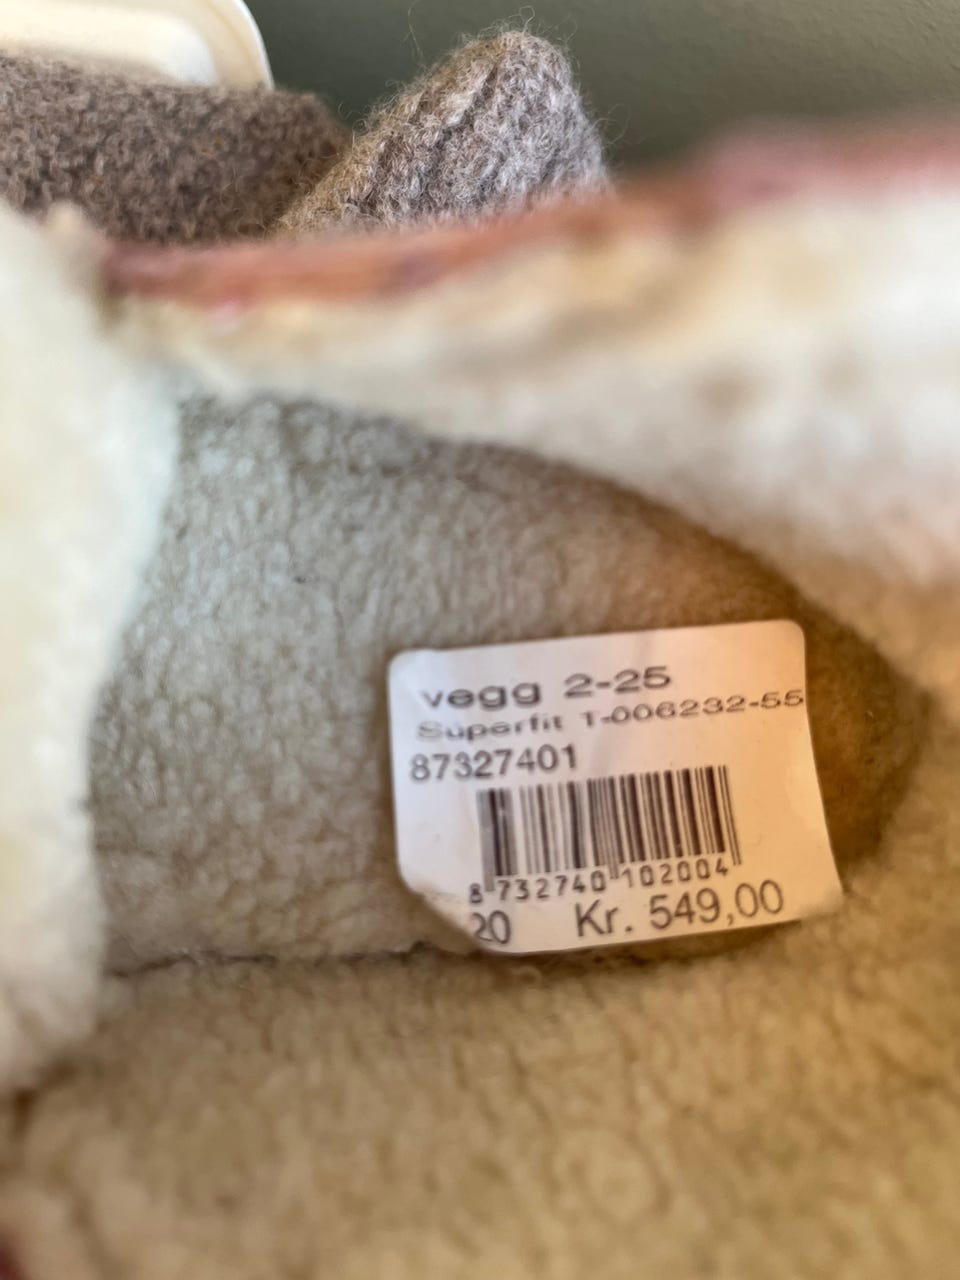 vegg 2-25
Superfit 1-006232-55
87327401
8 732740 102004
20 Kr. 549,00